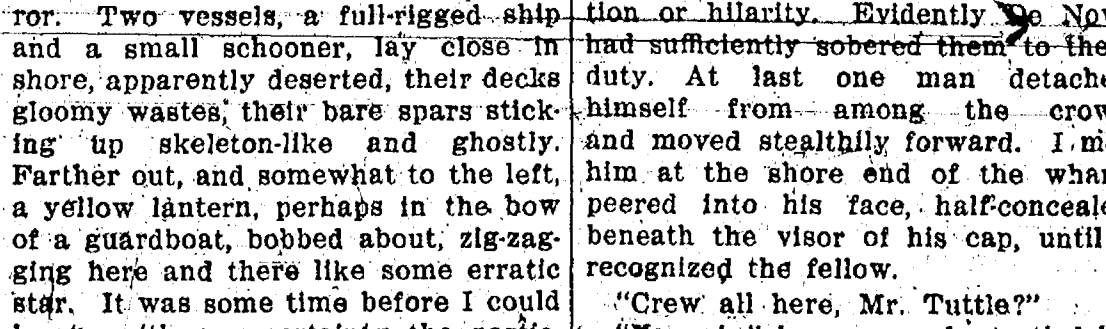 ror. Two vessels, a full-rigged ship
and a small schooner, lay close in
shore, apparently deserted, their decks
gloomy wastes, their bare spars stick-
ing up skeleton-like and ghostly.
Farther out, and somewhat to the left,
a yellow lantern, perhaps in the bow
of a guardboat, bobbed about, zig-zag-
ging here and there like some erratic
star. It was some time before I could
tion or hilarity. Evidently De
had sufficiently sobered them to
duty. At last one man
himself from among the
and moved stealthily forward. I
him at the shore end of the
peered into his face,
beneath the visor of his cap, until
recognized the fellow.
"Crew all here, Mr. Tuttle?"